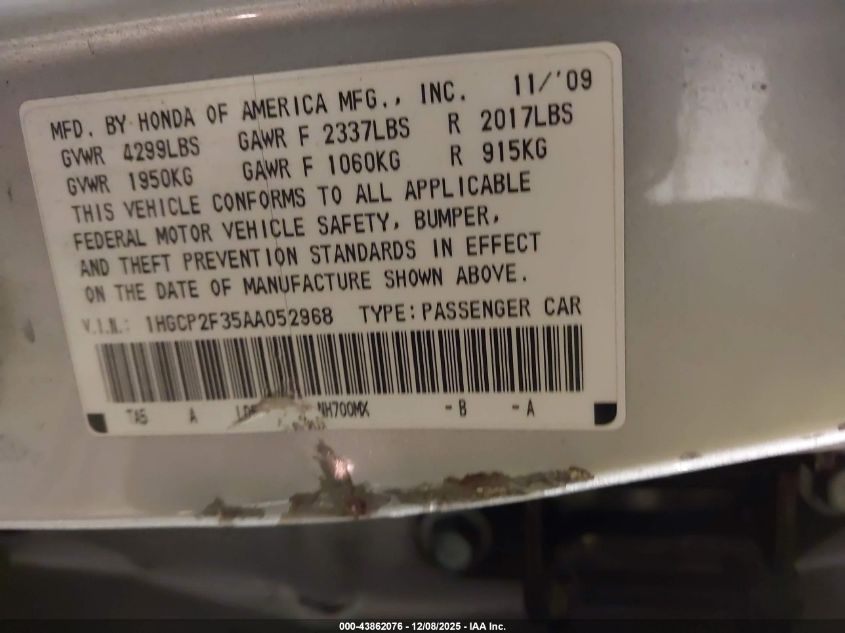 MFD. BY HONDA OF AMERICA MFG., INC. 11/'09
GVWR 4299LBS GAWR F 2337LBS R 2017LBS
GVWR 1950KG GAWR F 1060KG R 915KG
THIS VEHICLE CONFORMS TO ALL APPLICABLE
FEDERAL MOTOR VEHICLE SAFETY, BUMPER,
AND THEFT PREVENTION STANDARDS IN EFFECT
ON THE DATE OF MANUFACTURE SHOWN ABOVE.
V.I.N.: 1HGCP2F35AA052968 TYPE:PASSENGER CAR
TA5 A NH700MX -B -A
000-43862076 - 12/08/2025 - IAA Inc.